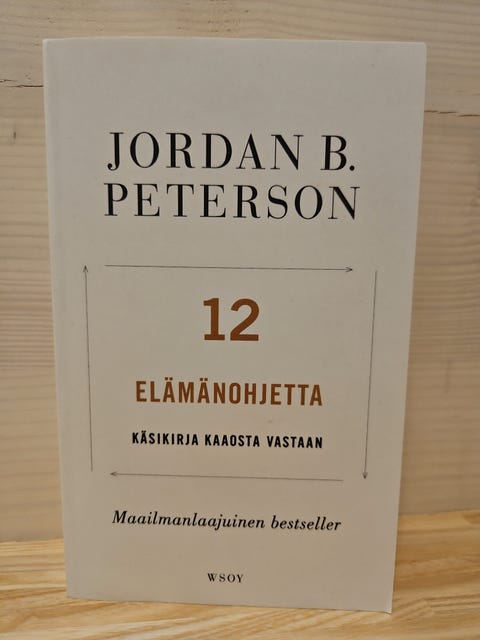 JORDAN B.
PETERSON
12
ELÄMÄNOHJETTA
KÄSIKIRJA KAAOSTA VASTAAN
Maailmanlaajuinen bestseller
WSOY